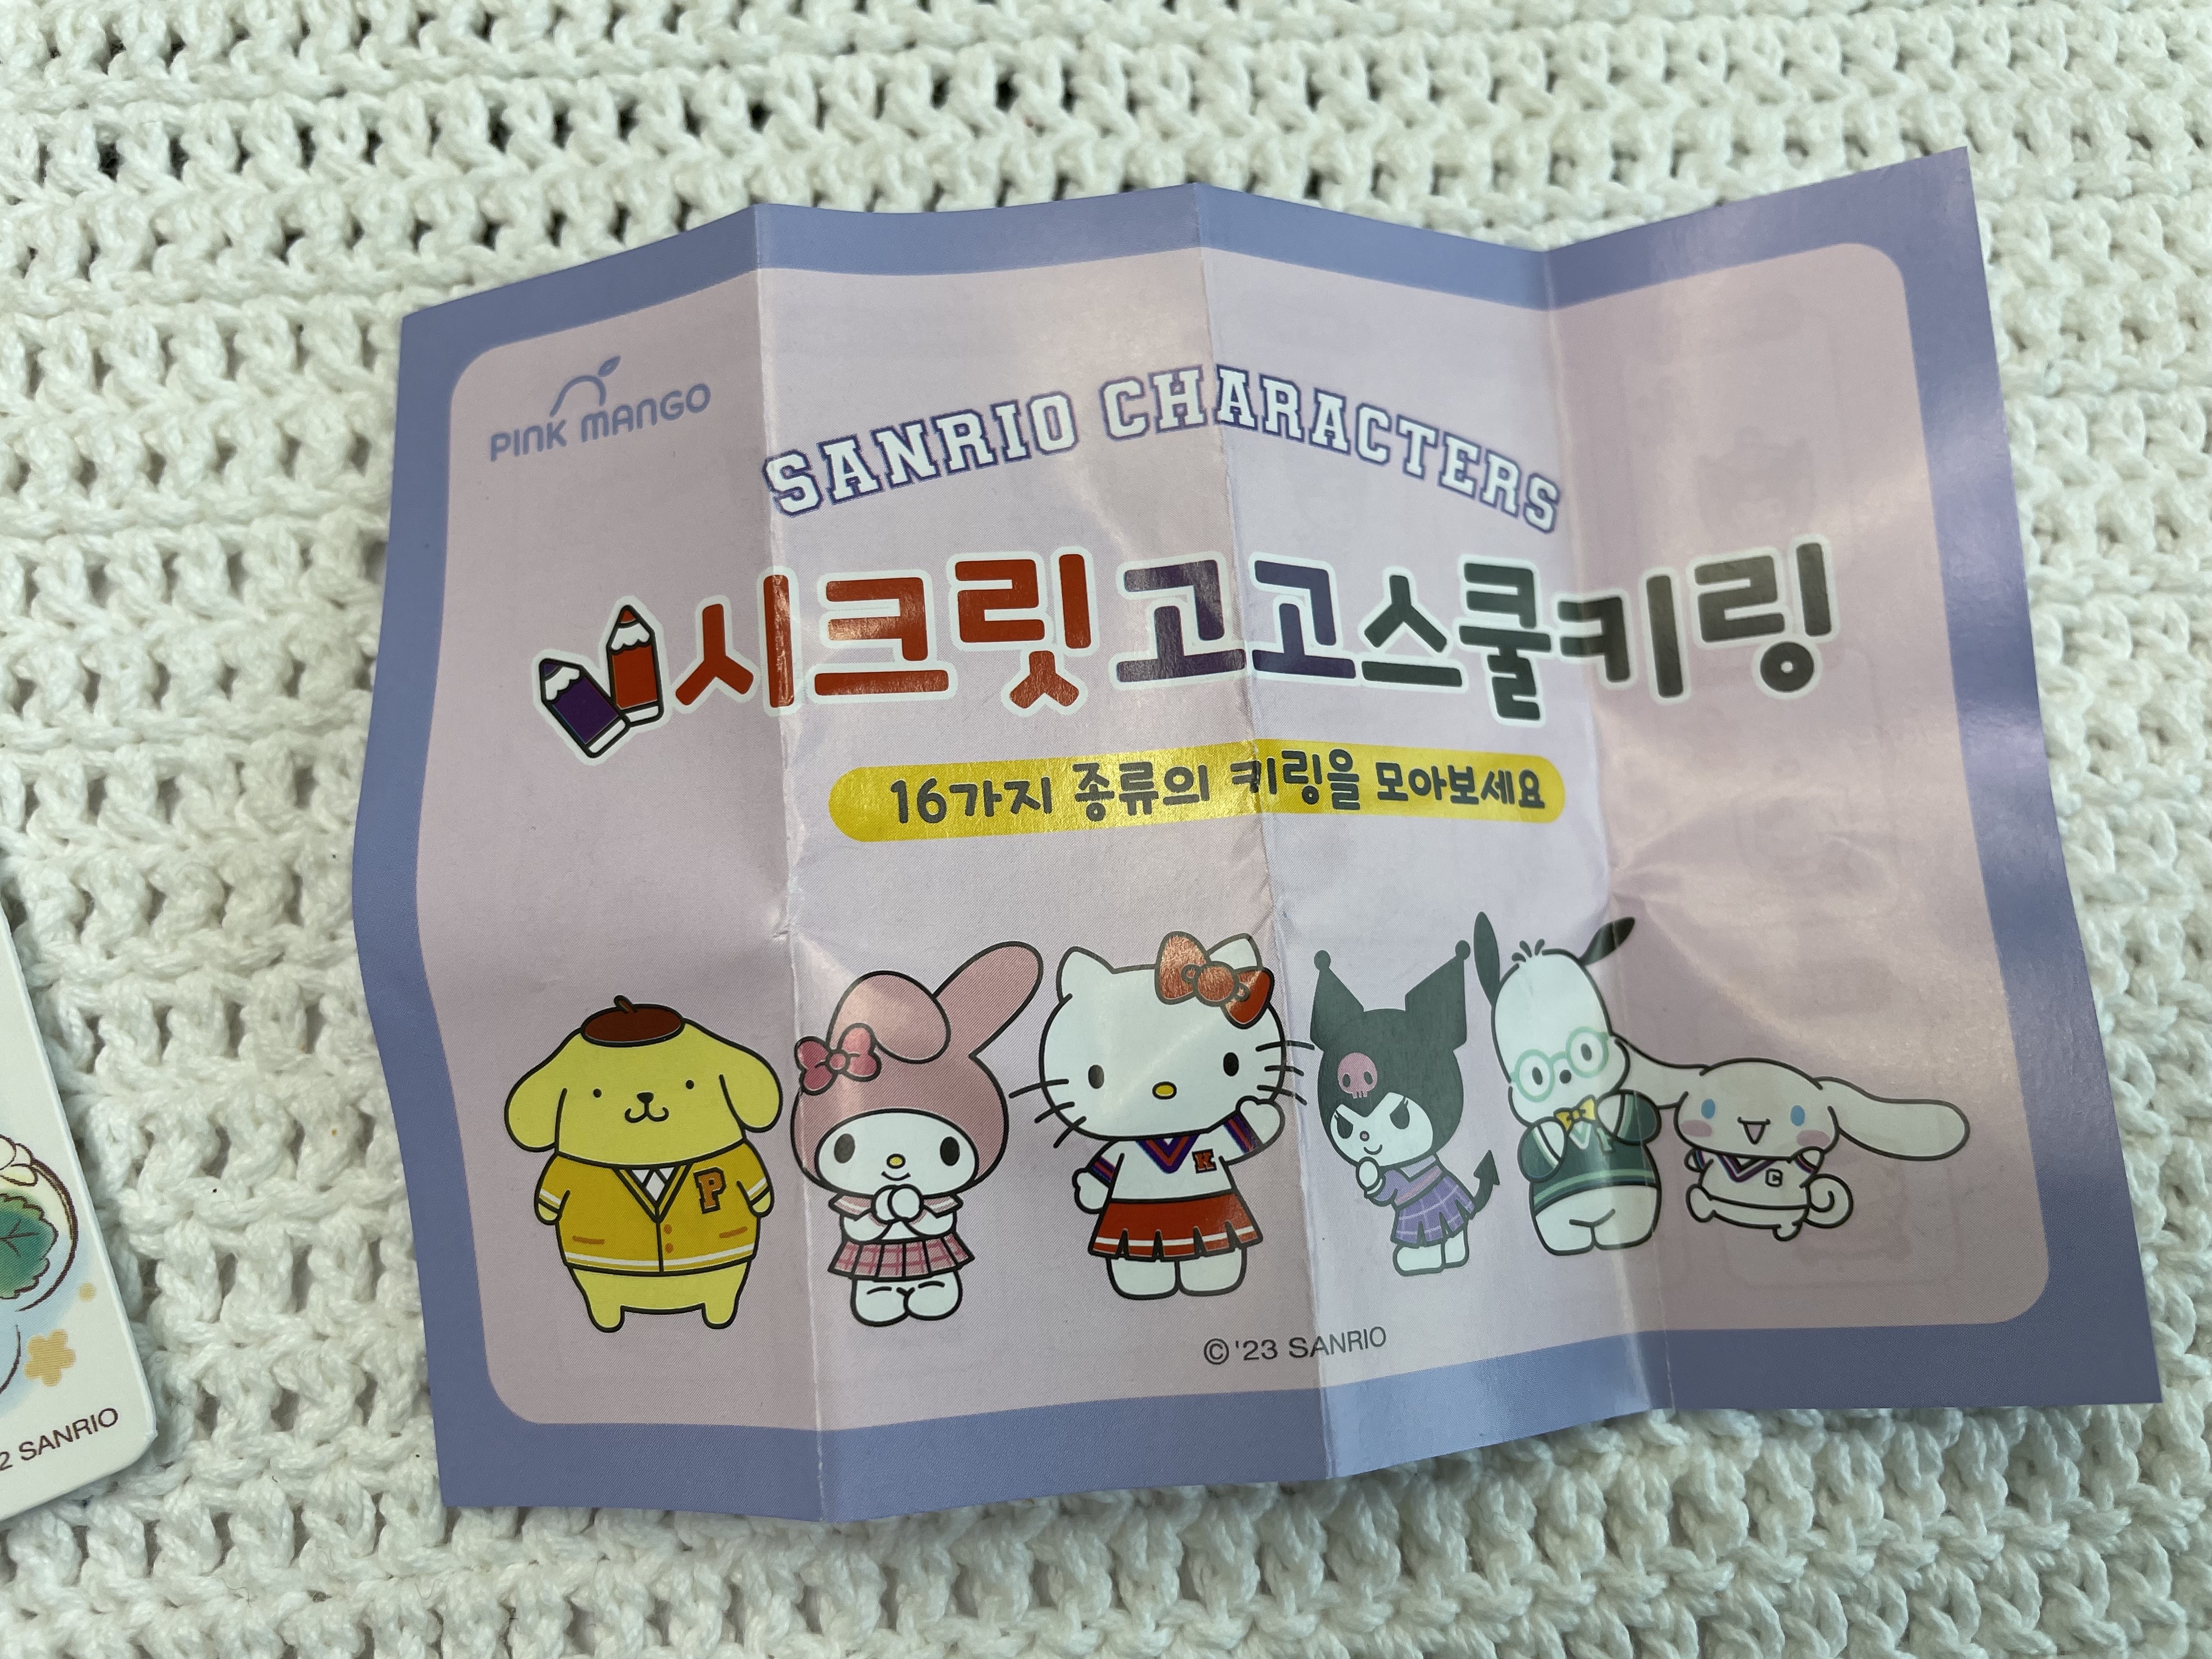 PINK MANGO
SANRIO CHARACTERS
시크릿 고고스쿨키링
16가지 종류의 키링을 모아보세요
P
K
C
© '23 SANRIO
2 SANRIO